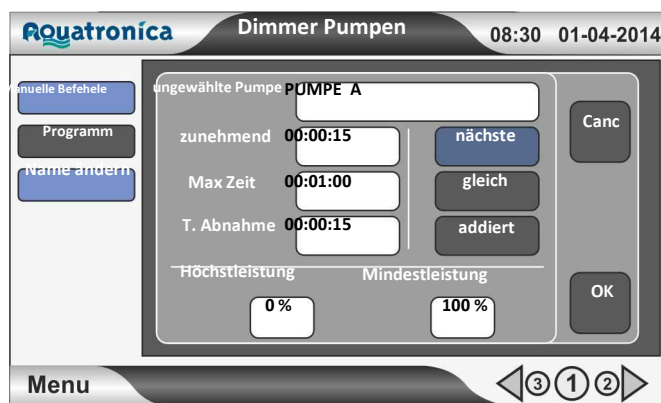 Aquatronica Dimmer Pumpen 08:30 01-04-2014
Manuelle Befehele
Programm
Name ändern
ungewählte Pumpe PUMPE A
zunehmend 00:00:15 nächste
Max Zeit 00:01:00 gleich
T. Abnahme 00:00:15 addiert
Höchstleistung Mindestleistung
0 % 100 %
Canc
OK
Menu 3 1 2